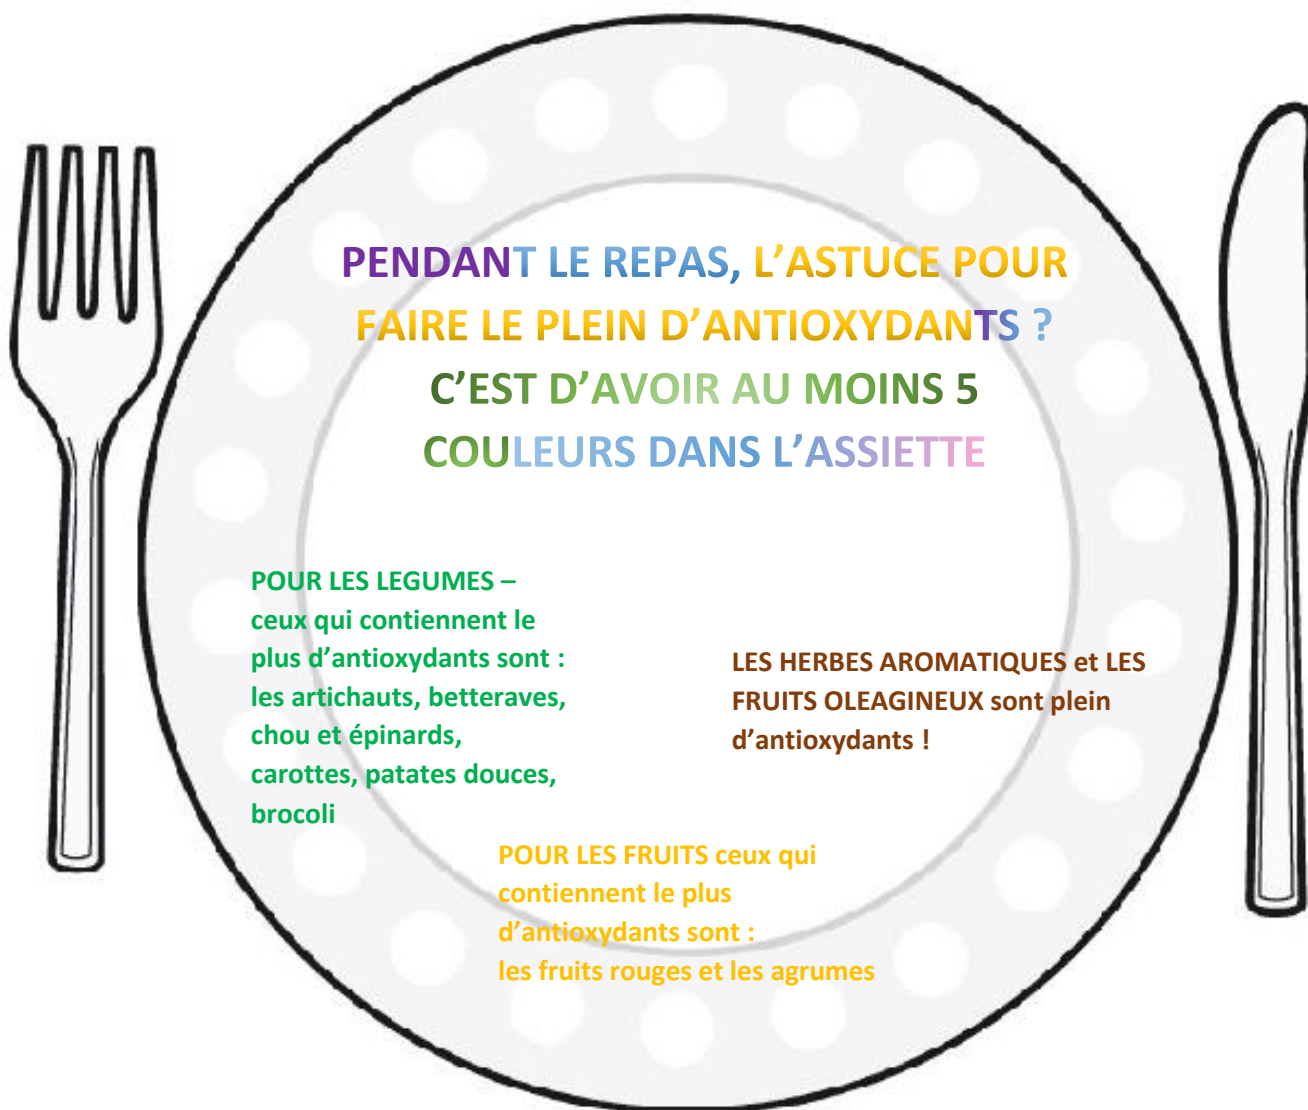 PENDANT LE REPAS, L’ASTUCE POUR
FAIRE LE PLEIN D’ANTIOXYDANTS ?
C’EST D’AVOIR AU MOINS 5
COULEURS DANS L’ASSIETTE
POUR LES LEGUMES –
ceux qui contiennent le
plus d’antioxydants sont :
les artichauts, betteraves,
chou et épinards,
carottes, patates douces,
brocoli
LES HERBES AROMATIQUES et LES
FRUITS OLEAGINEUX sont plein
d’antioxydants !
POUR LES FRUITS ceux qui
contiennent le plus
d’antioxydants sont :
les fruits rouges et les agrumes